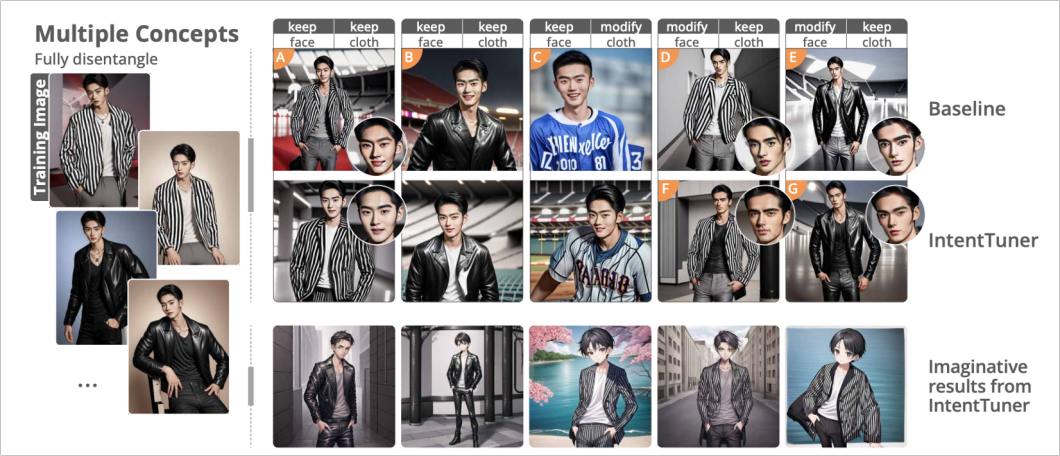 Multiple Concepts
Fully disentangle
Training Image
...
keep keep keep keep keep modify modify keep modify keep
face cloth face cloth face cloth face cloth face cloth
A B C D E
Baseline
F G
IntentTuner
Imaginative
results from
IntentTuner